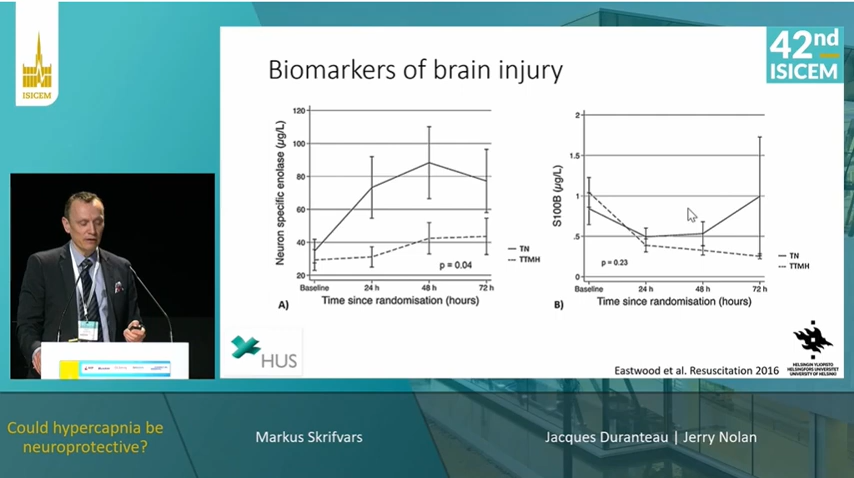 ISICEM
42nd
ISICEM
Biomarkers of brain injury
Neuron specific enolase (µg/L)
120
100
80
60
40
20
Baseline
24 h
48 h
72 h
p = 0.04
TN
TTMH
A)
Time since randomisation (hours)
S100B (µg/L)
2
1.5
1
.5
0
Baseline
24 h
48 h
72 h
p = 0.23
TN
TTMH
B)
Time since randomisation (hours)
HUS
Eastwood et al. Resuscitation 2016
HELSINGIN YLIOPISTO
HELSINGFORS UNIVERSITET
UNIVERSITY OF HELSINKI
Could hypercapnia be
neuroprotective?
Markus Skrifvars
Jacques Duranteau | Jerry Nolan